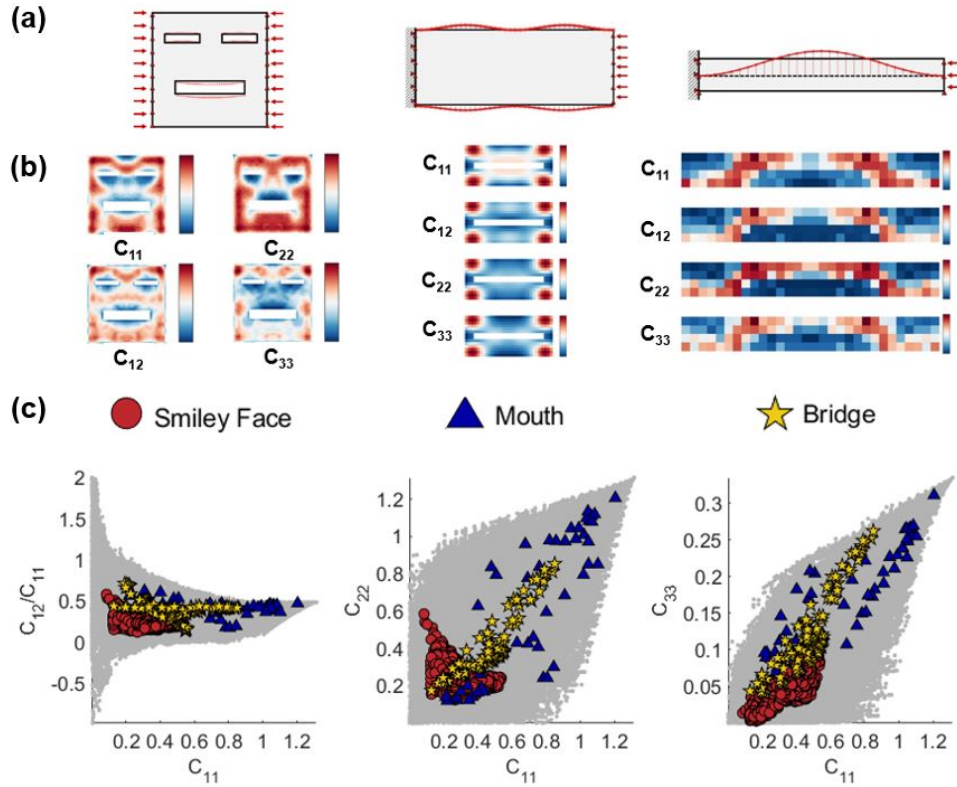 (a)
(b)
C11
C22
C12
C33
C11
C12
C22
C33
C11
C12
C22
C33
(c)
Smiley Face
Mouth
Bridge
C12/C11
2
1.5
1
0.5
0
-0.5
0.2 0.4 0.6 0.8 1 1.2
C11
C22
1.2
1
0.8
0.6
0.4
0.2
0.2 0.4 0.6 0.8 1 1.2
C11
C33
0.3
0.25
0.2
0.15
0.1
0.05
0.2 0.4 0.6 0.8 1 1.2
C11